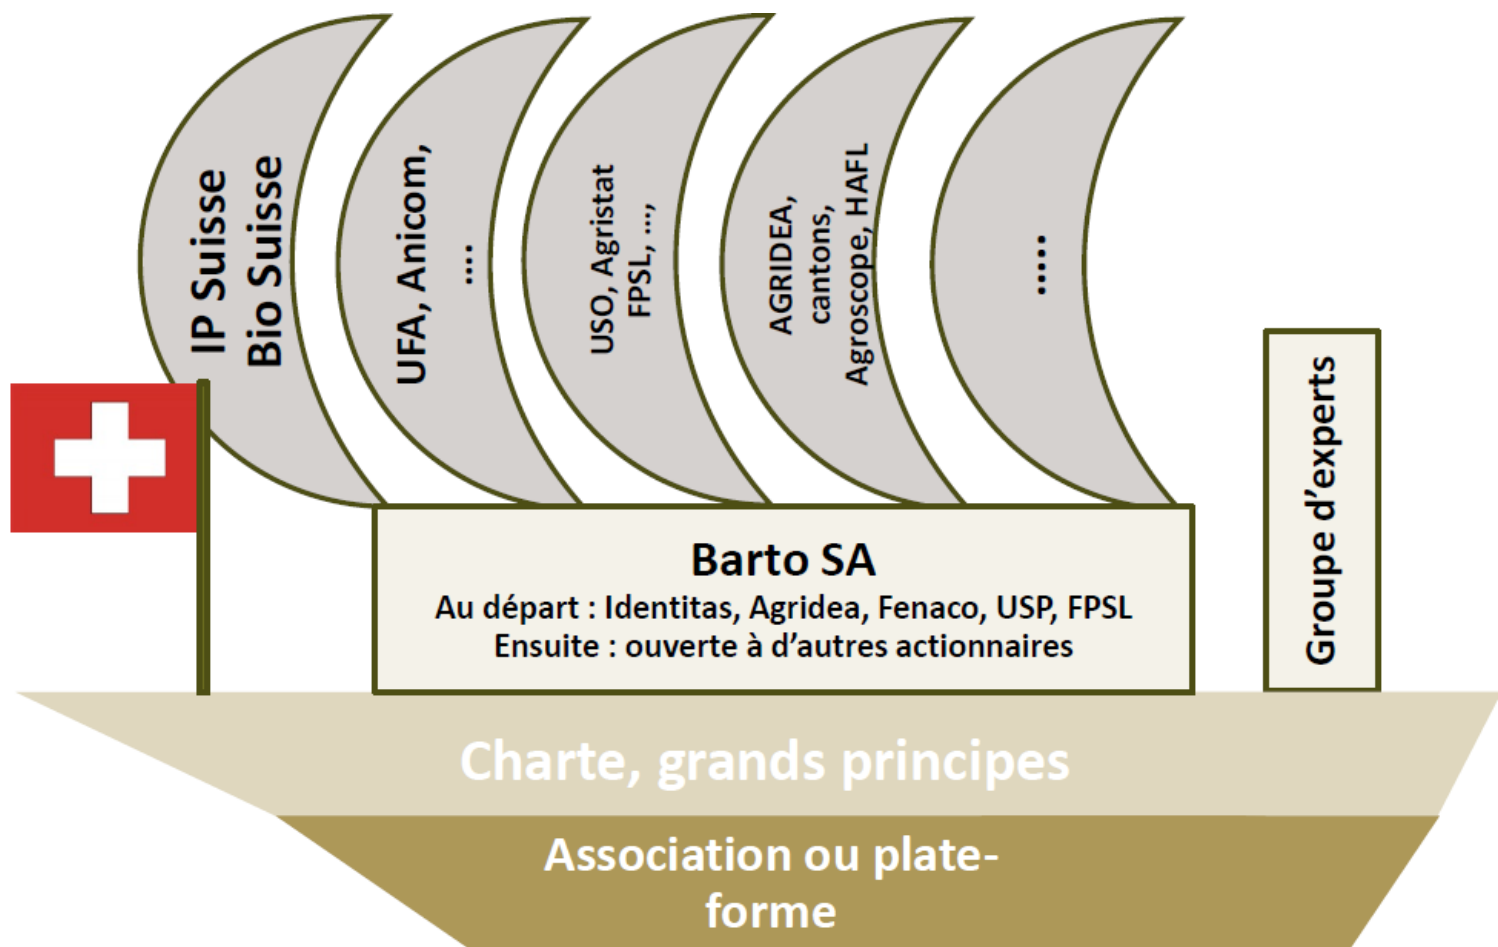 IP Suisse
Bio Suisse
UFA, Anicom,
....
USO, Agristat
FPSL, ...,
AGRIDEA,
cantons,
Agroscope, HAFL
.....
Groupe d'experts
Barto SA
Au départ : Identitas, Agridea, Fenaco, USP, FPSL
Ensuite : ouverte à d'autres actionnaires
Charte, grands principes
Association ou plate-
forme